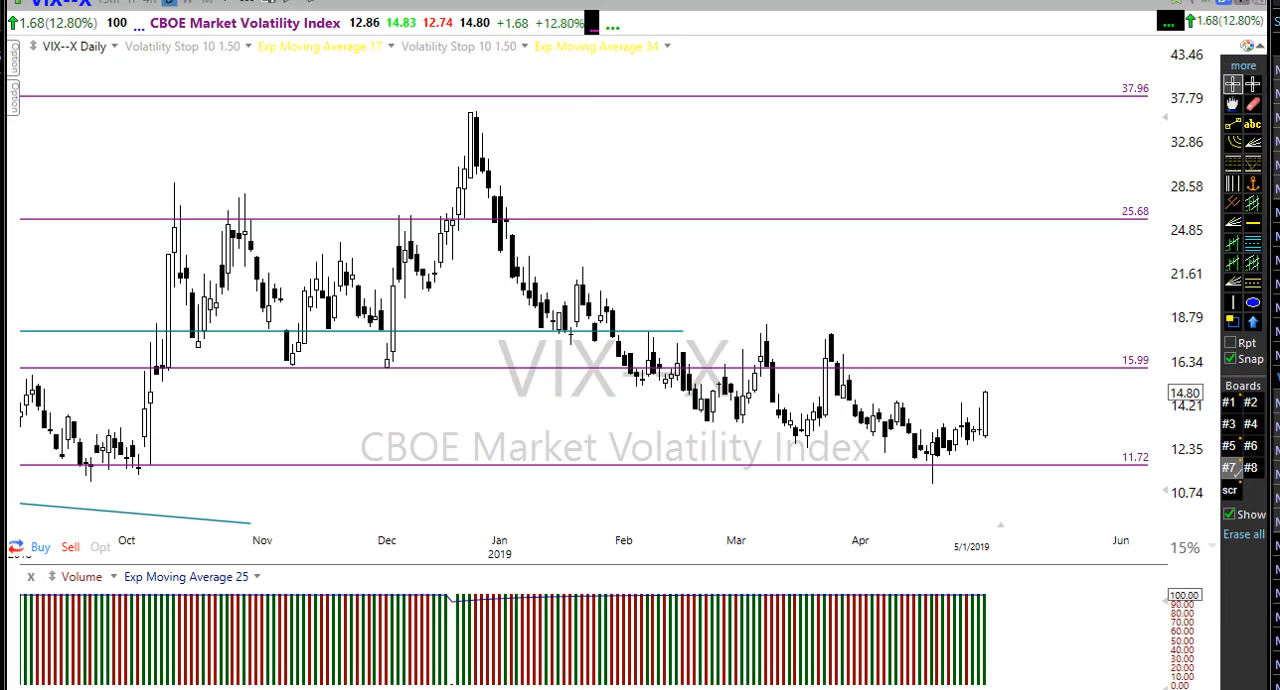 VIX--X 15m 1h 4h D W M
1.68(12.80%) 100 ... CBOE Market Volatility Index 12.86 14.83 12.74 14.80 +1.68 +12.80% ... ... ... 1.68(12.80%)
VIX--X Daily Volatility Stop 10 1.50 Exp Moving Average 17 Volatility Stop 10 1.50 Exp Moving Average 34
Option
Option
43.46
37.96
37.79
32.86
28.58
25.68
24.85
21.61
18.79
15.99
16.34
14.80
14.21
12.35
11.72
10.74
15%
VIX--X
CBOE Market Volatility Index
Oct Nov Dec Jan Feb Mar Apr 5/1/2019 Jun
2019
Buy Sell Opt
X Volume Exp Moving Average 25
100.00
90.00
80.00
70.00
60.00
50.00
40.00
30.00
20.00
10.00
0.00
more
abc
Rpt
Snap
Boards
#1 #2
#3 #4
#5 #6
#7 #8
scr
Show
Erase all